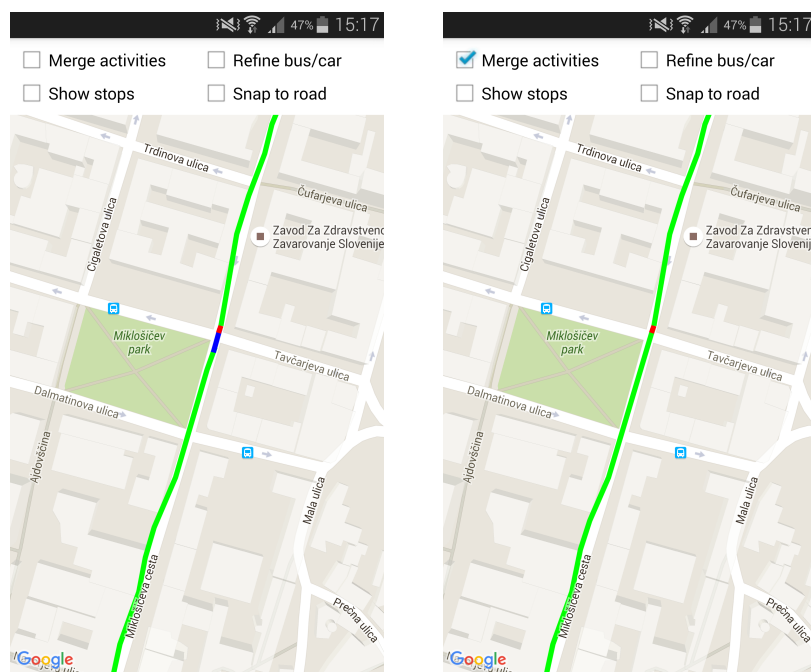 47% 15:17
Merge activities Refine bus/car
Show stops Snap to road
Trdinova ulica
Čufarjeva ulica
Cigaletova ulica
Zavod Za Zdravstveno
Zavarovanje Slovenije
Miklošičev
park
Tavčarjeva ulica
Dalmatinova ulica
Ajdovščina
Mala ulica
Miklošičeva cesta
Prečna ulica
Google
47% 15:17
Merge activities Refine bus/car
Show stops Snap to road
Trdinova ulica
Čufarjeva ulica
Cigaletova ulica
Zavod Za Zdravstven
Zavarovanje Slovenij
Miklošičev
park
Tavčarjeva ulica
Dalmatinova ulica
Ajdovščina
Mala ulica
Miklošičeva cesta
Prečna ulica
Google